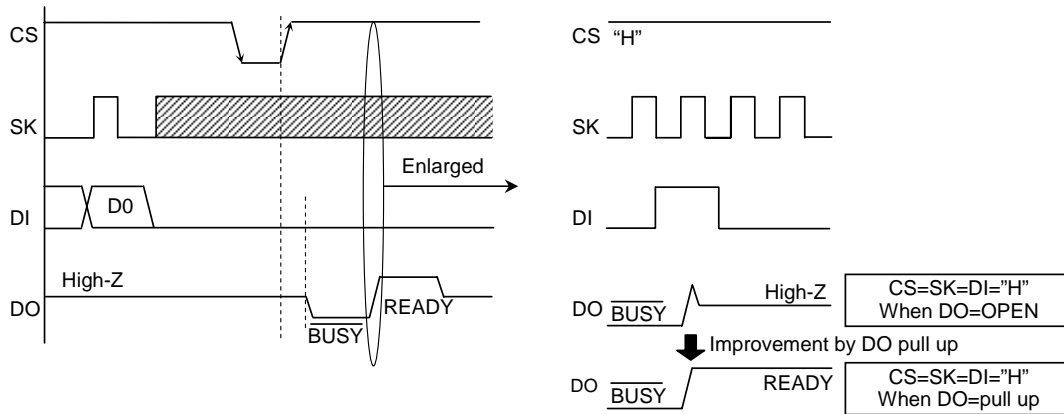 CS
SK
Enlarged
DI
D0
High-Z
DO
READY
BUSY
CS "H"
SK
DI
DO
BUSY
High-Z
CS=SK=DI="H"
When DO=OPEN
Improvement by DO pull up
DO
BUSY
READY
CS=SK=DI="H"
When DO=pull up